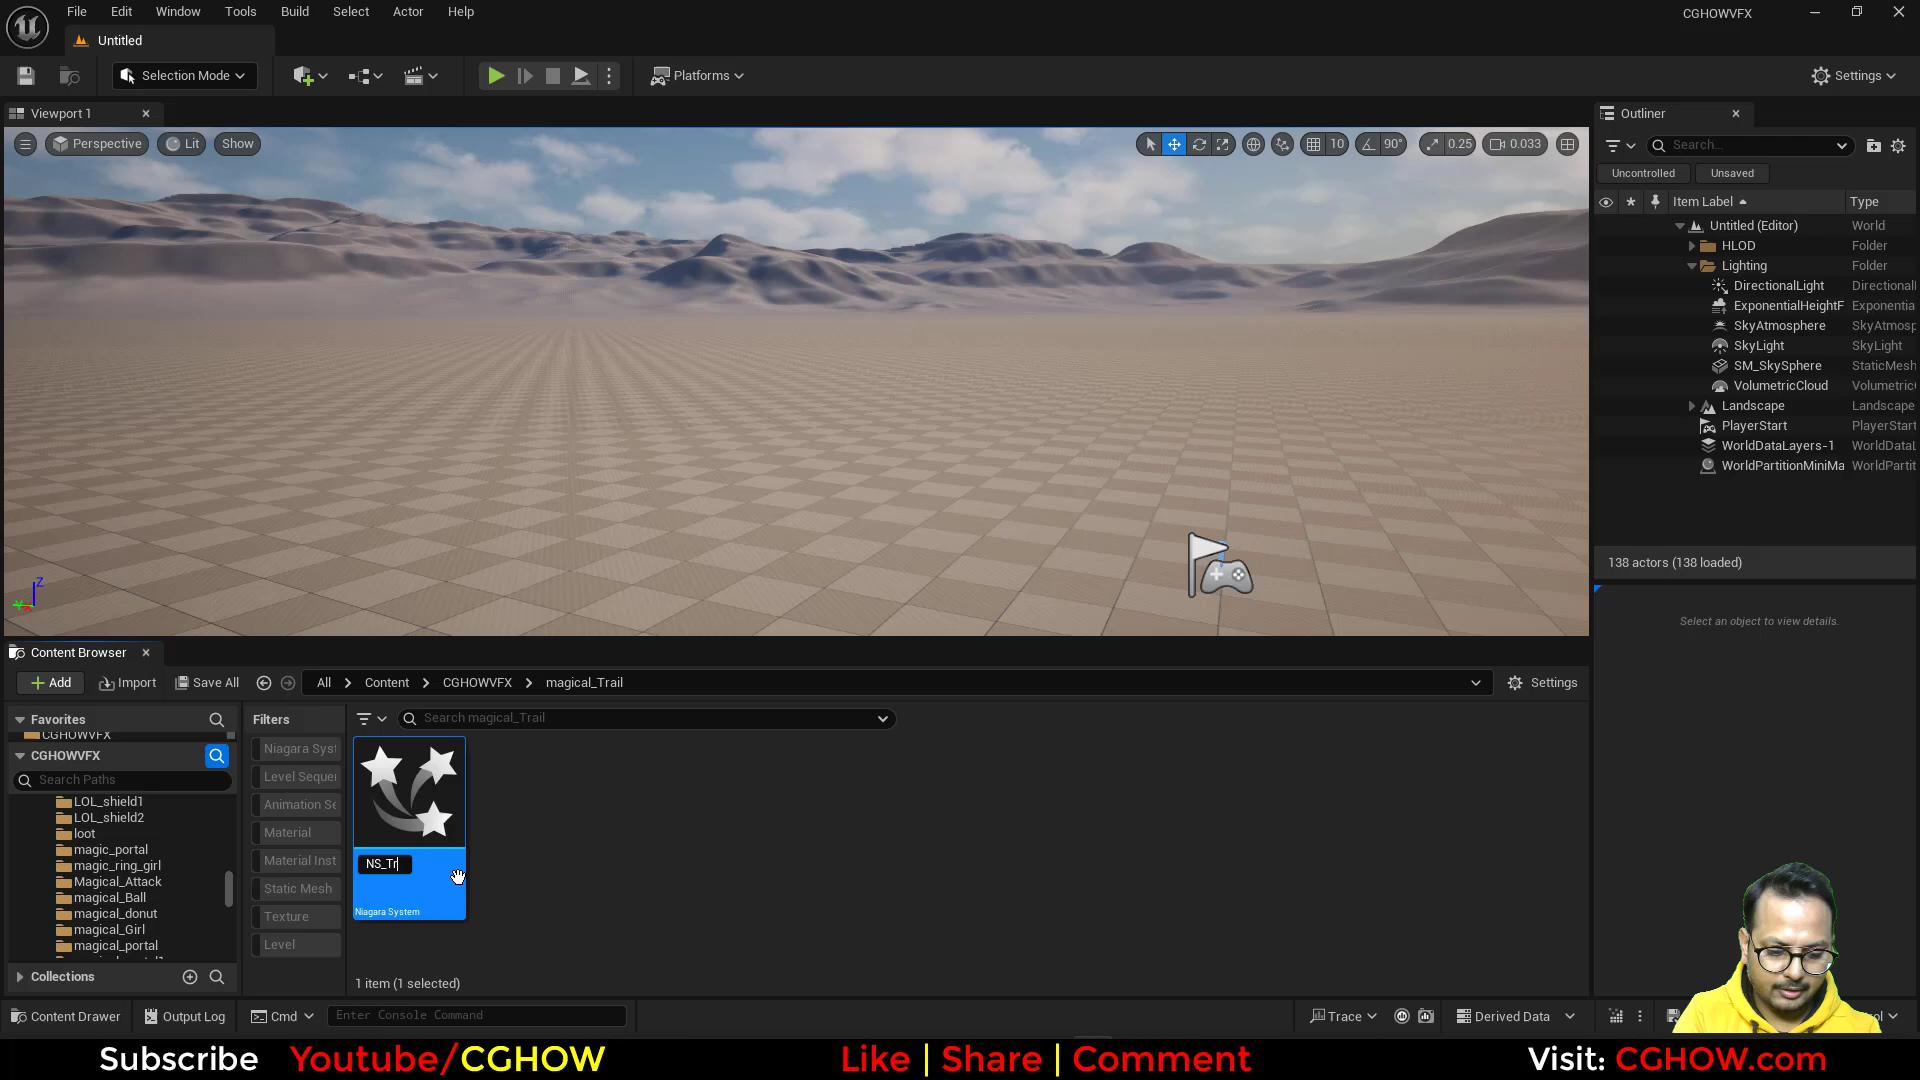 File Edit Window Tools Build Select Actor Help
CGHOWVFX
Untitled
Selection Mode
Platforms
Settings
Viewport 1
Outliner
Perspective Lit Show
10 90° 0.25 0.033
Search...
Uncontrolled Unsaved
Item Label Type
Untitled (Editor) World
HLOD Folder
Lighting Folder
DirectionalLight Directional
ExponentialHeightF Exponentia
SkyAtmosphere SkyAtmosp
SkyLight SkyLight
SM_SkySphere StaticMesh
VolumetricCloud Volumetric
Landscape Landscape
PlayerStart PlayerStart
WorldDataLayers-1 WorldDataL
WorldPartitionMiniMa WorldPartit
138 actors (138 loaded)
Z
Y
Select an object to view details.
Content Browser
Add Import Save All All Content CGHOWVFX magical_Trail Settings
Favorites
CGHOWVFX
CGHOWVFX
Search Paths
LOL_shield1
LOL_shield2
loot
magic_portal
magic_ring_girl
Magical_Attack
magical_Ball
magical_donut
magical_Girl
magical_portal
Collections
Filters
Niagara Syst
Level Sequen
Animation Se
Material
Material Inst
Static Mesh
Texture
Level
Search magical_Trail
NS_Tr
Niagara System
1 item (1 selected)
Content Drawer Output Log Cmd Enter Console Command Trace Derived Data
Subscribe Youtube/CGHOW Like | Share | Comment Visit: CGHOW.com